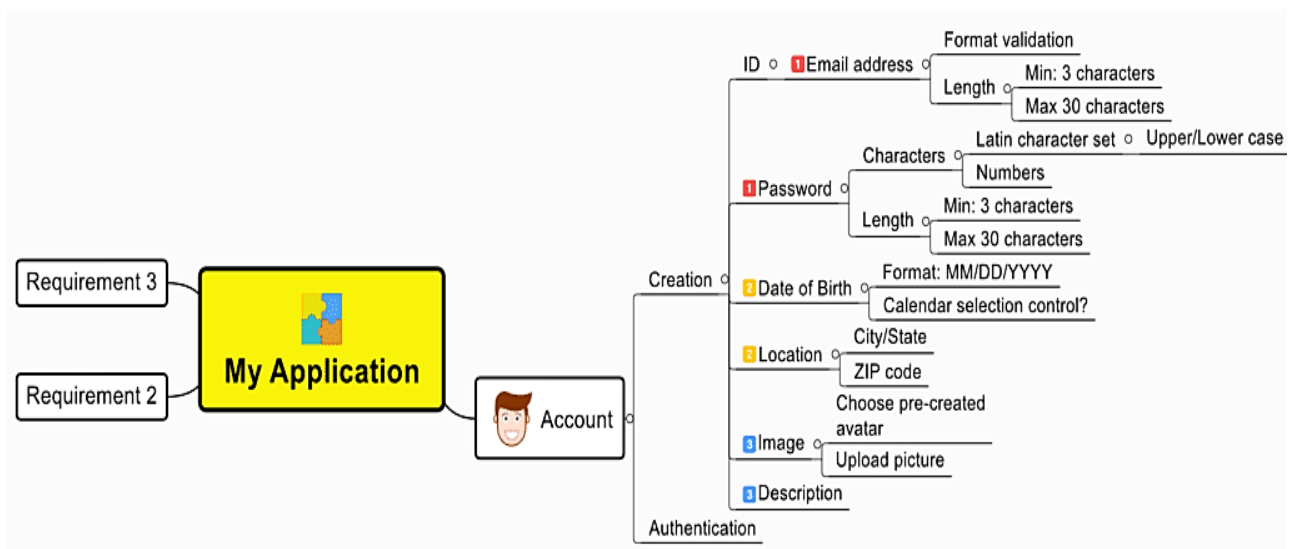 Requirement 3
Requirement 2
My Application
Account
Creation
ID
1 Email address
Format validation
Length
Min: 3 characters
Max 30 characters
1 Password
Characters
Latin character set
Upper/Lower case
Numbers
Length
Min: 3 characters
Max 30 characters
2 Date of Birth
Format: MM/DD/YYYY
Calendar selection control?
2 Location
City/State
ZIP code
3 Image
Choose pre-created
avatar
Upload picture
3 Description
Authentication